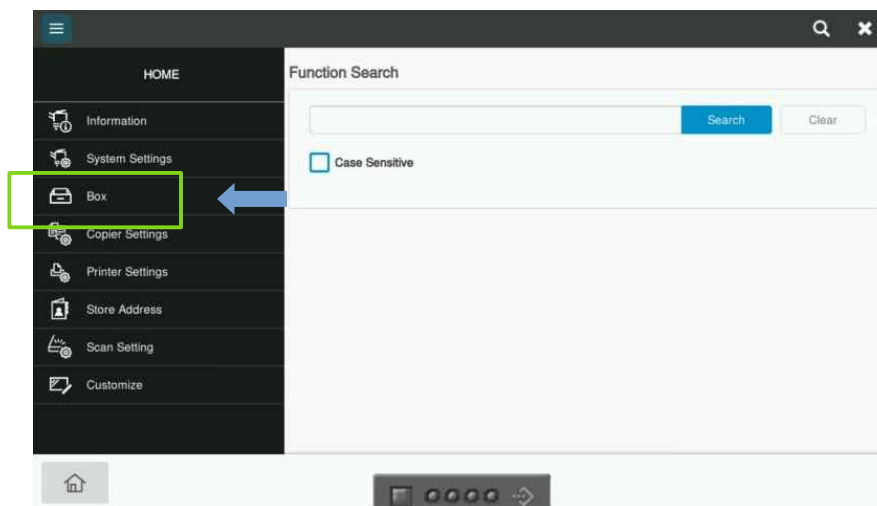 HOME
Function Search
Information
Search
Clear
System Settings
Case Sensitive
Box
Copier Settings
Printer Settings
Store Address
Scan Setting
Customize